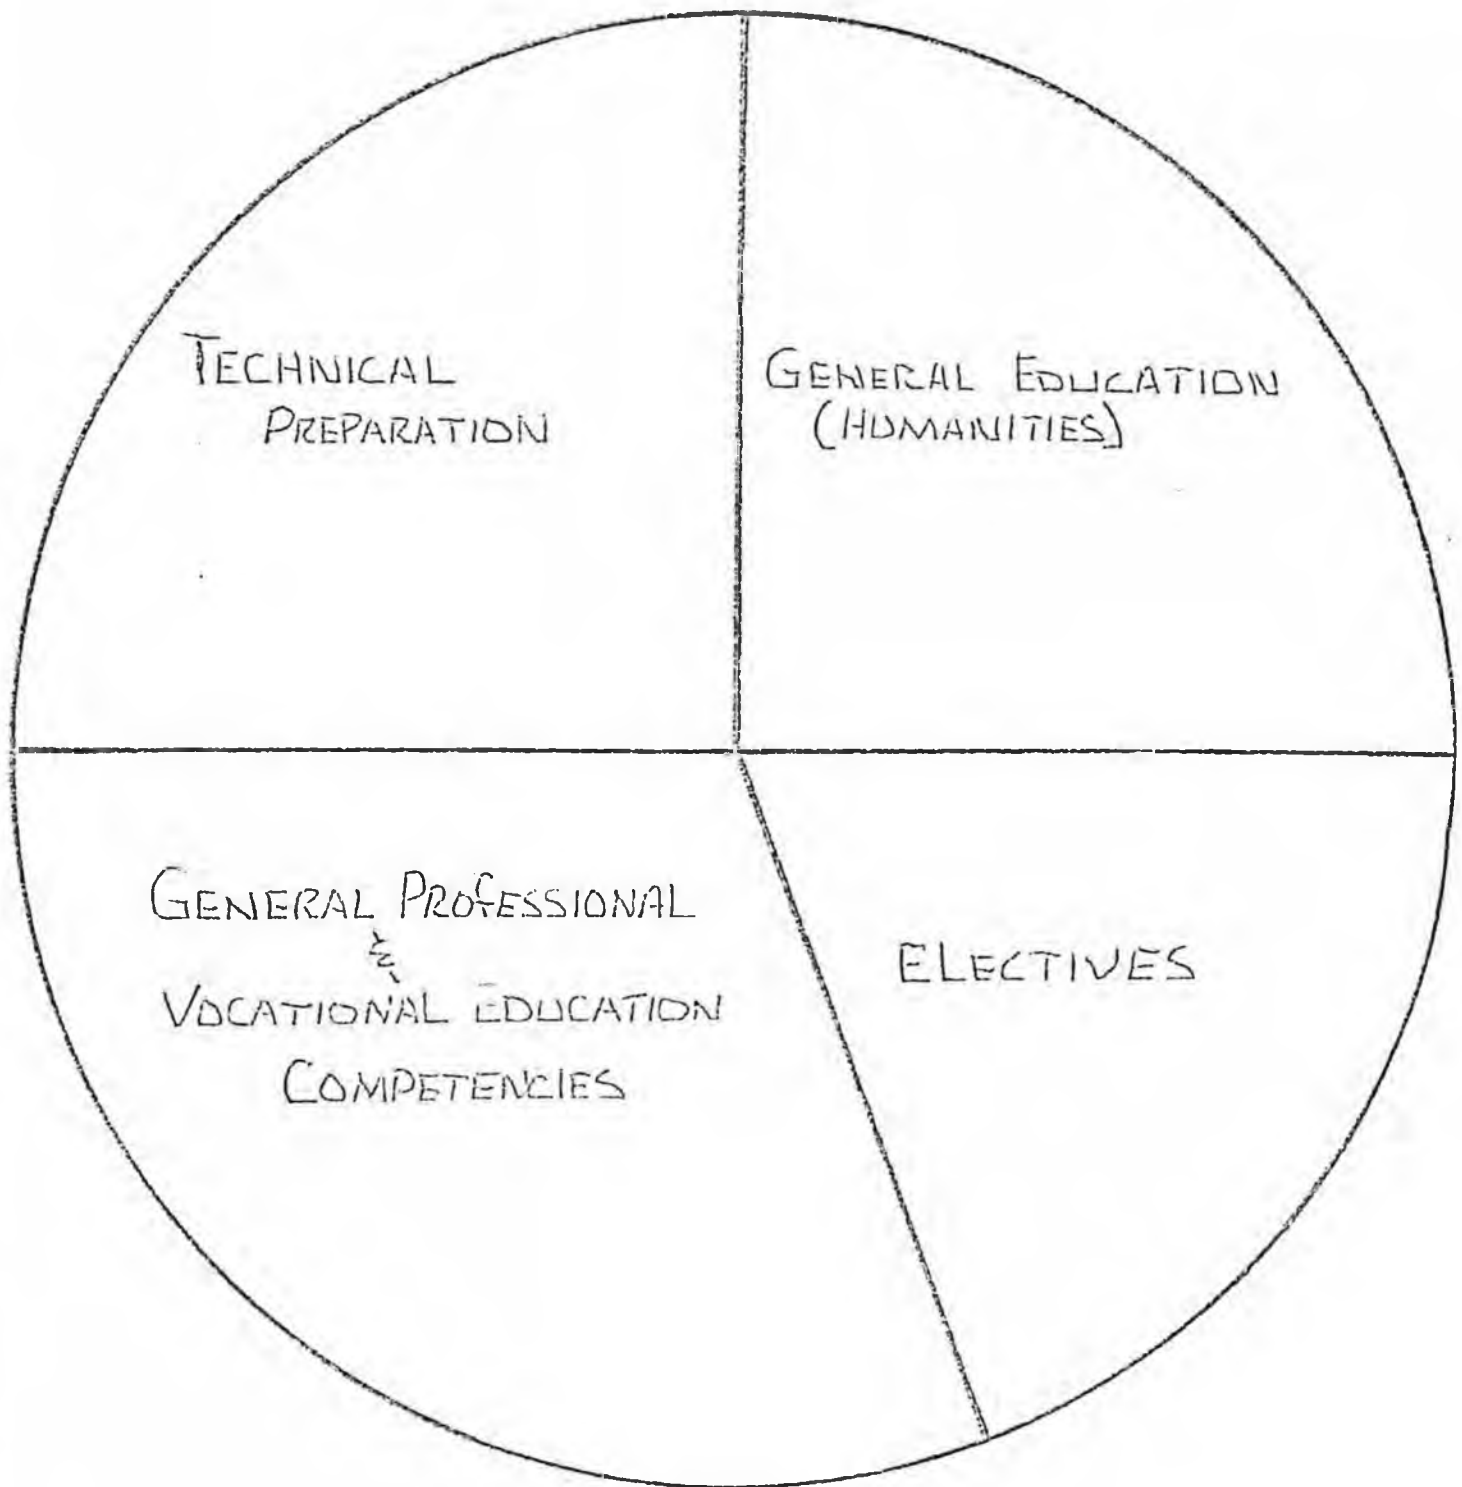 TECHNICAL
PREPARATION
GENERAL EDUCATION
(HUMANITIES)
GENERAL PROFESSIONAL
&
VOCATIONAL EDUCATION
COMPETENCIES
ELECTIVES